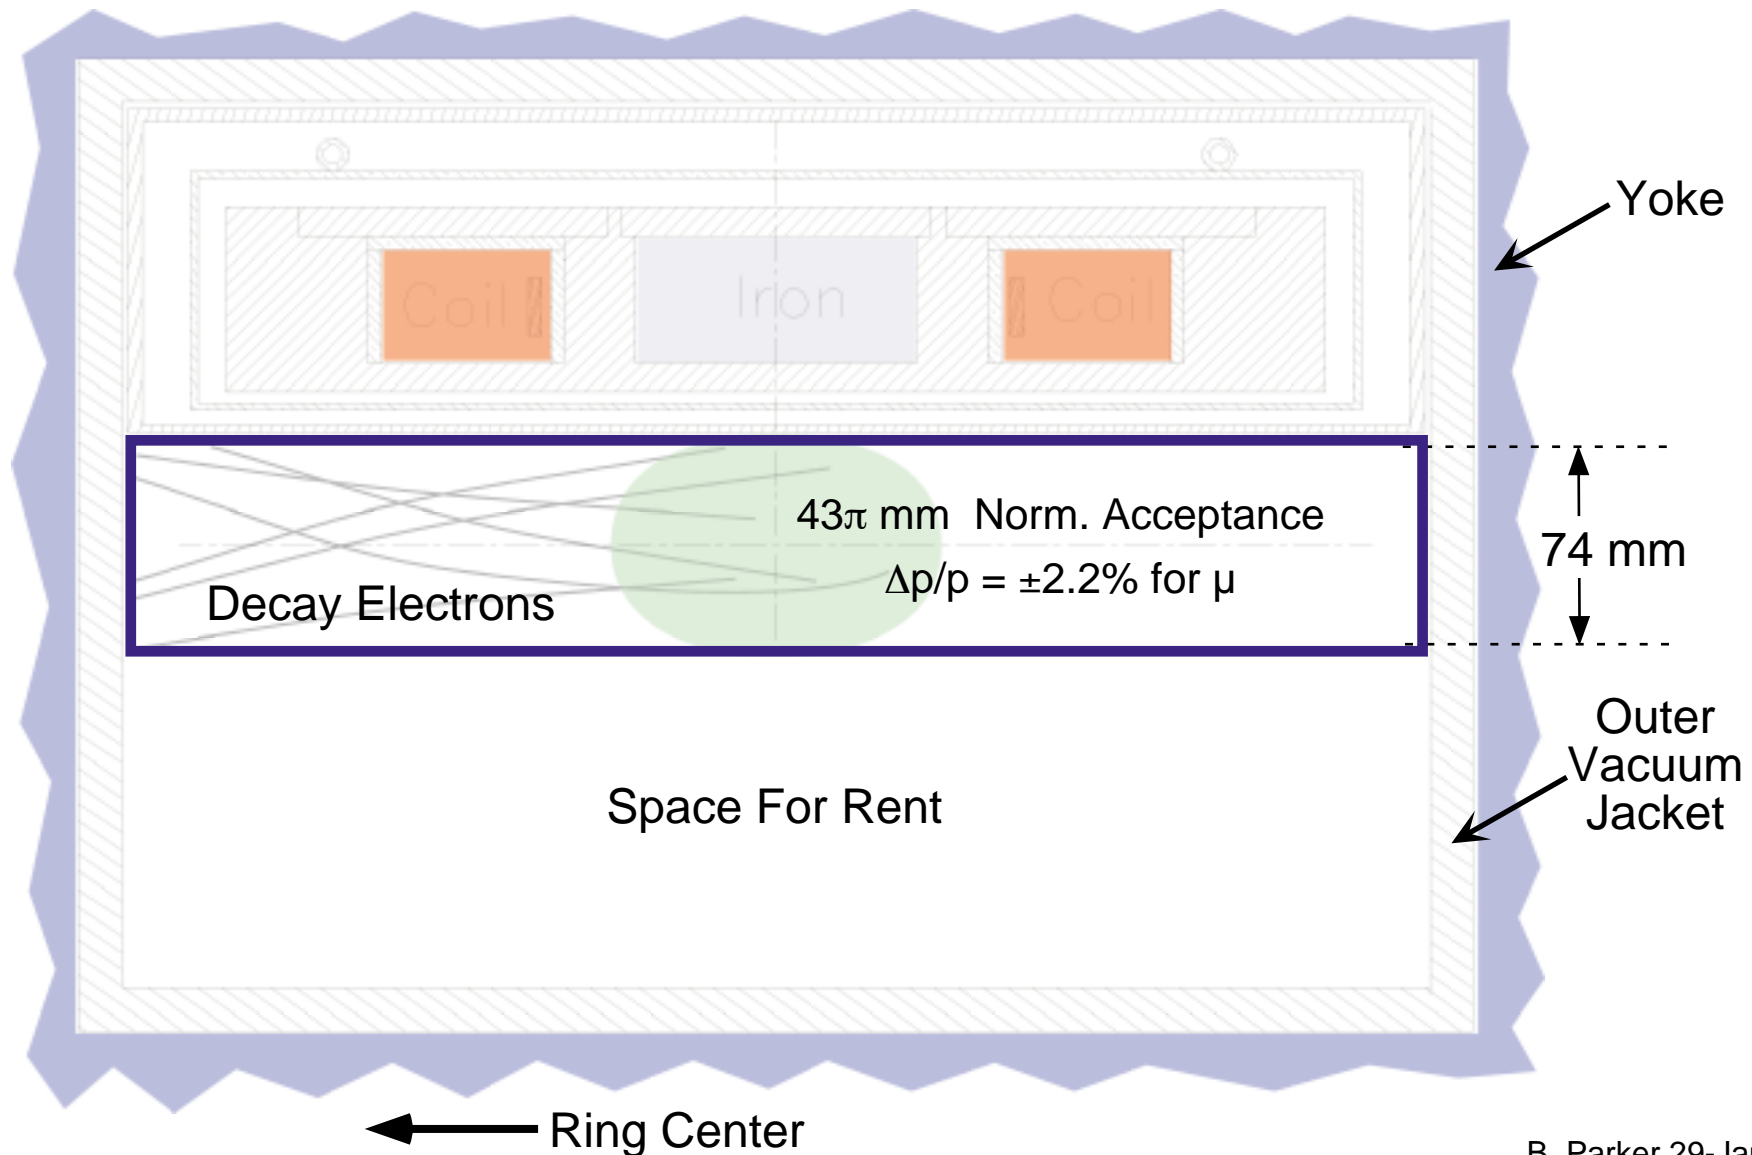 Yoke
Coil
Iron
Coil
43π mm Norm. Acceptance
Δp/p = ±2.2% for μ
74 mm
Decay Electrons
Outer
Vacuum
Jacket
Space For Rent
Ring Center
B. Parker 29-Jan